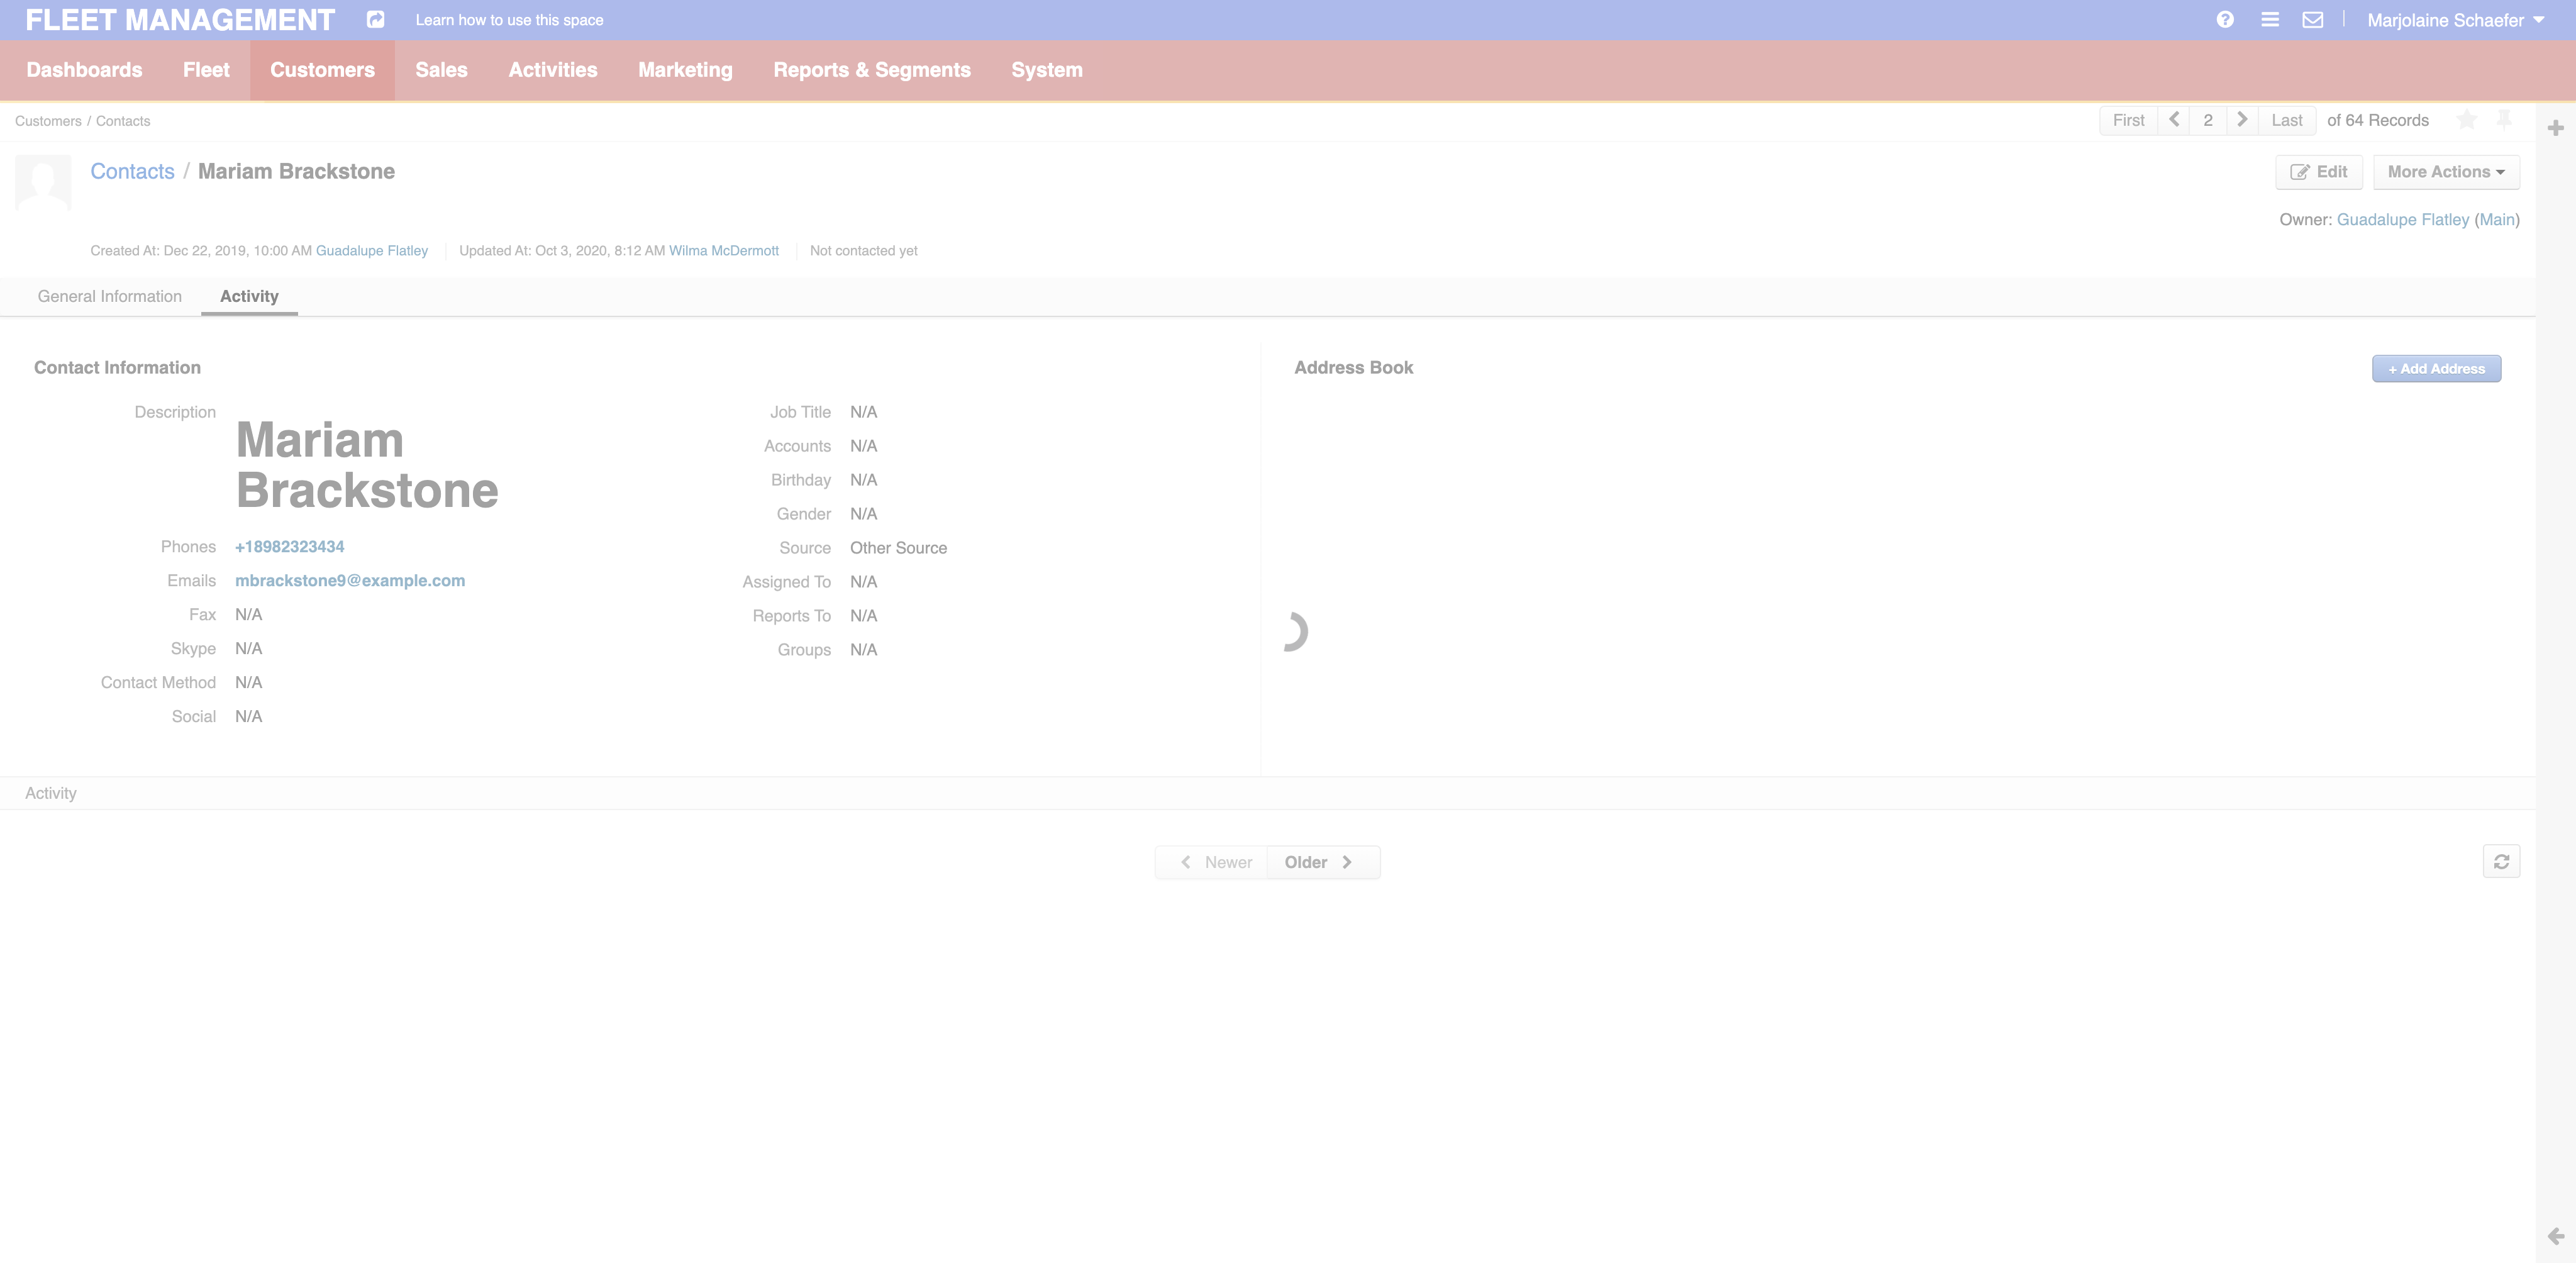 FLEET MANAGEMENT Learn how to use this space Marjolaine Schaefer
Dashboards Fleet Customers Sales Activities Marketing Reports & Segments System
Customers / Contacts First 2 Last of 64 Records
Contacts / Mariam Brackstone Edit More Actions
Owner: Guadalupe Flatley (Main)
Created At: Dec 22, 2019, 10:00 AM Guadalupe Flatley Updated At: Oct 3, 2020, 8:12 AM Wilma McDermott Not contacted yet
General Information Activity
Contact Information
Description Mariam
Brackstone
Phones +18982323434
Emails mbrackstone9@example.com
Fax N/A
Skype N/A
Contact Method N/A
Social N/A
Job Title N/A
Accounts N/A
Birthday N/A
Gender N/A
Source Other Source
Assigned To N/A
Reports To N/A
Groups N/A
Address Book + Add Address
Activity
Newer Older